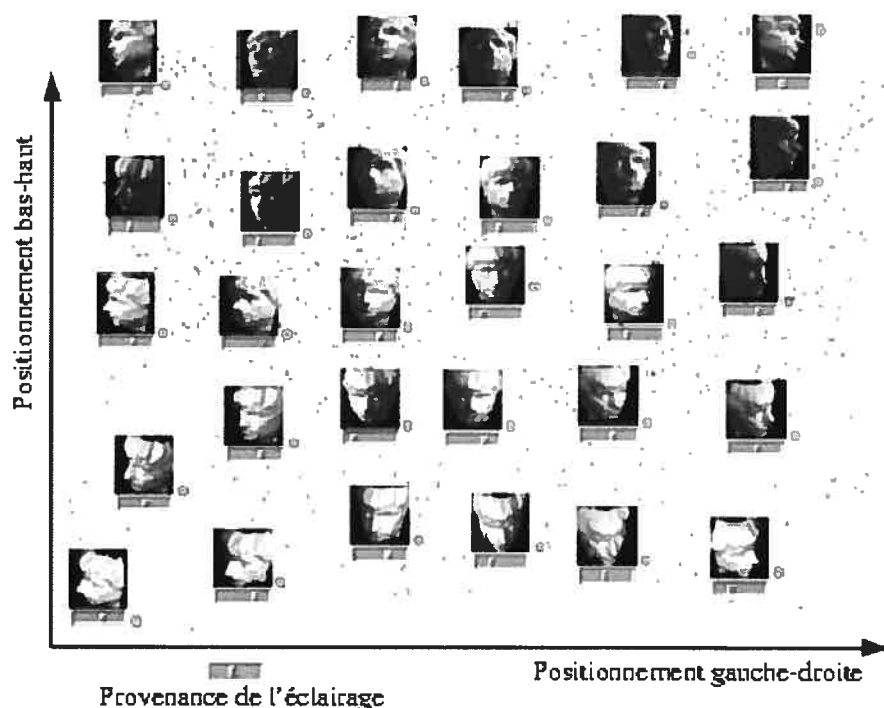 Positionnement bas-haut
Positionnement gauche-droite
Provenance de l'éclairage